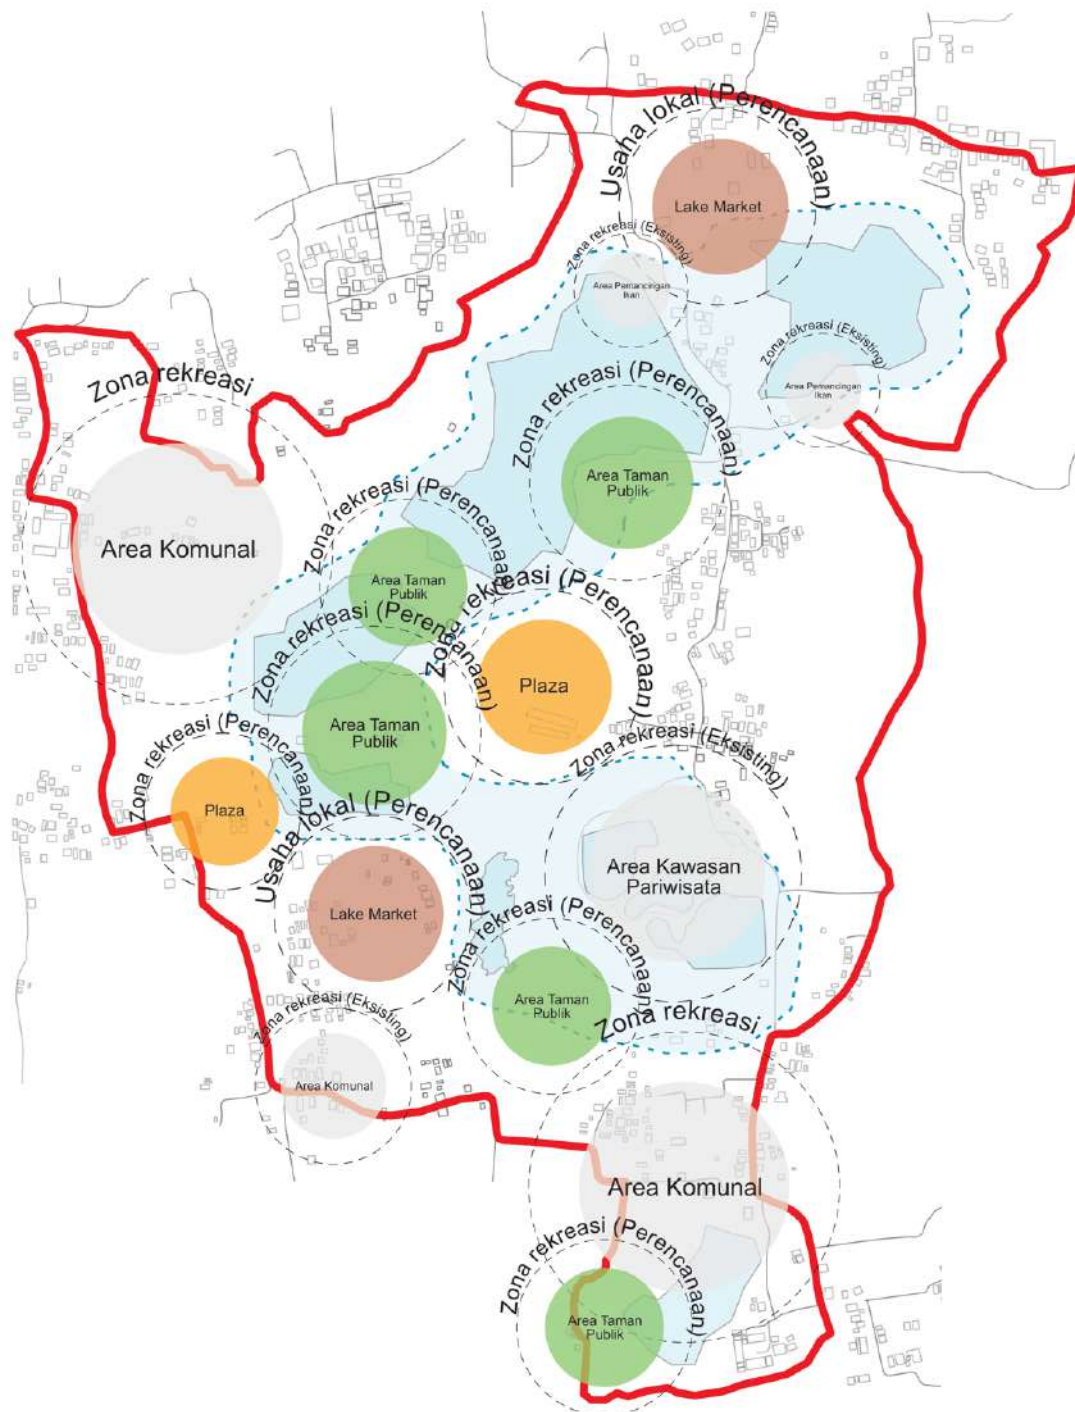 Usaha lokal (Perencanaan)
Lake Market
Zona rekreasi (Eksisting)
Area Pemancingan
Ikan
Zona rekreasi (Eksisting)
Area Pemancingan
Ikan
Zona rekreasi
Area Komunal
Zona rekreasi (Perencanaan)
Area Taman
Publik
Zona rekreasi (Perencanaan)
Area Taman
Publik
Zona rekreasi (Perencanaan)
Plaza
Zona rekreasi (Perencanaan)
Area Taman
Publik
Zona rekreasi (Perencanaan)
Plaza
Zona rekreasi (Eksisting)
Area Kawasan
Pariwisata
Usaha lokal (Perencanaan)
Lake Market
Zona rekreasi (Perencanaan)
Area Taman
Publik
Zona rekreasi (Eksisting)
Area Komunal
Zona rekreasi
Area Komunal
Zona rekreasi (Perencanaan)
Area Taman
Publik